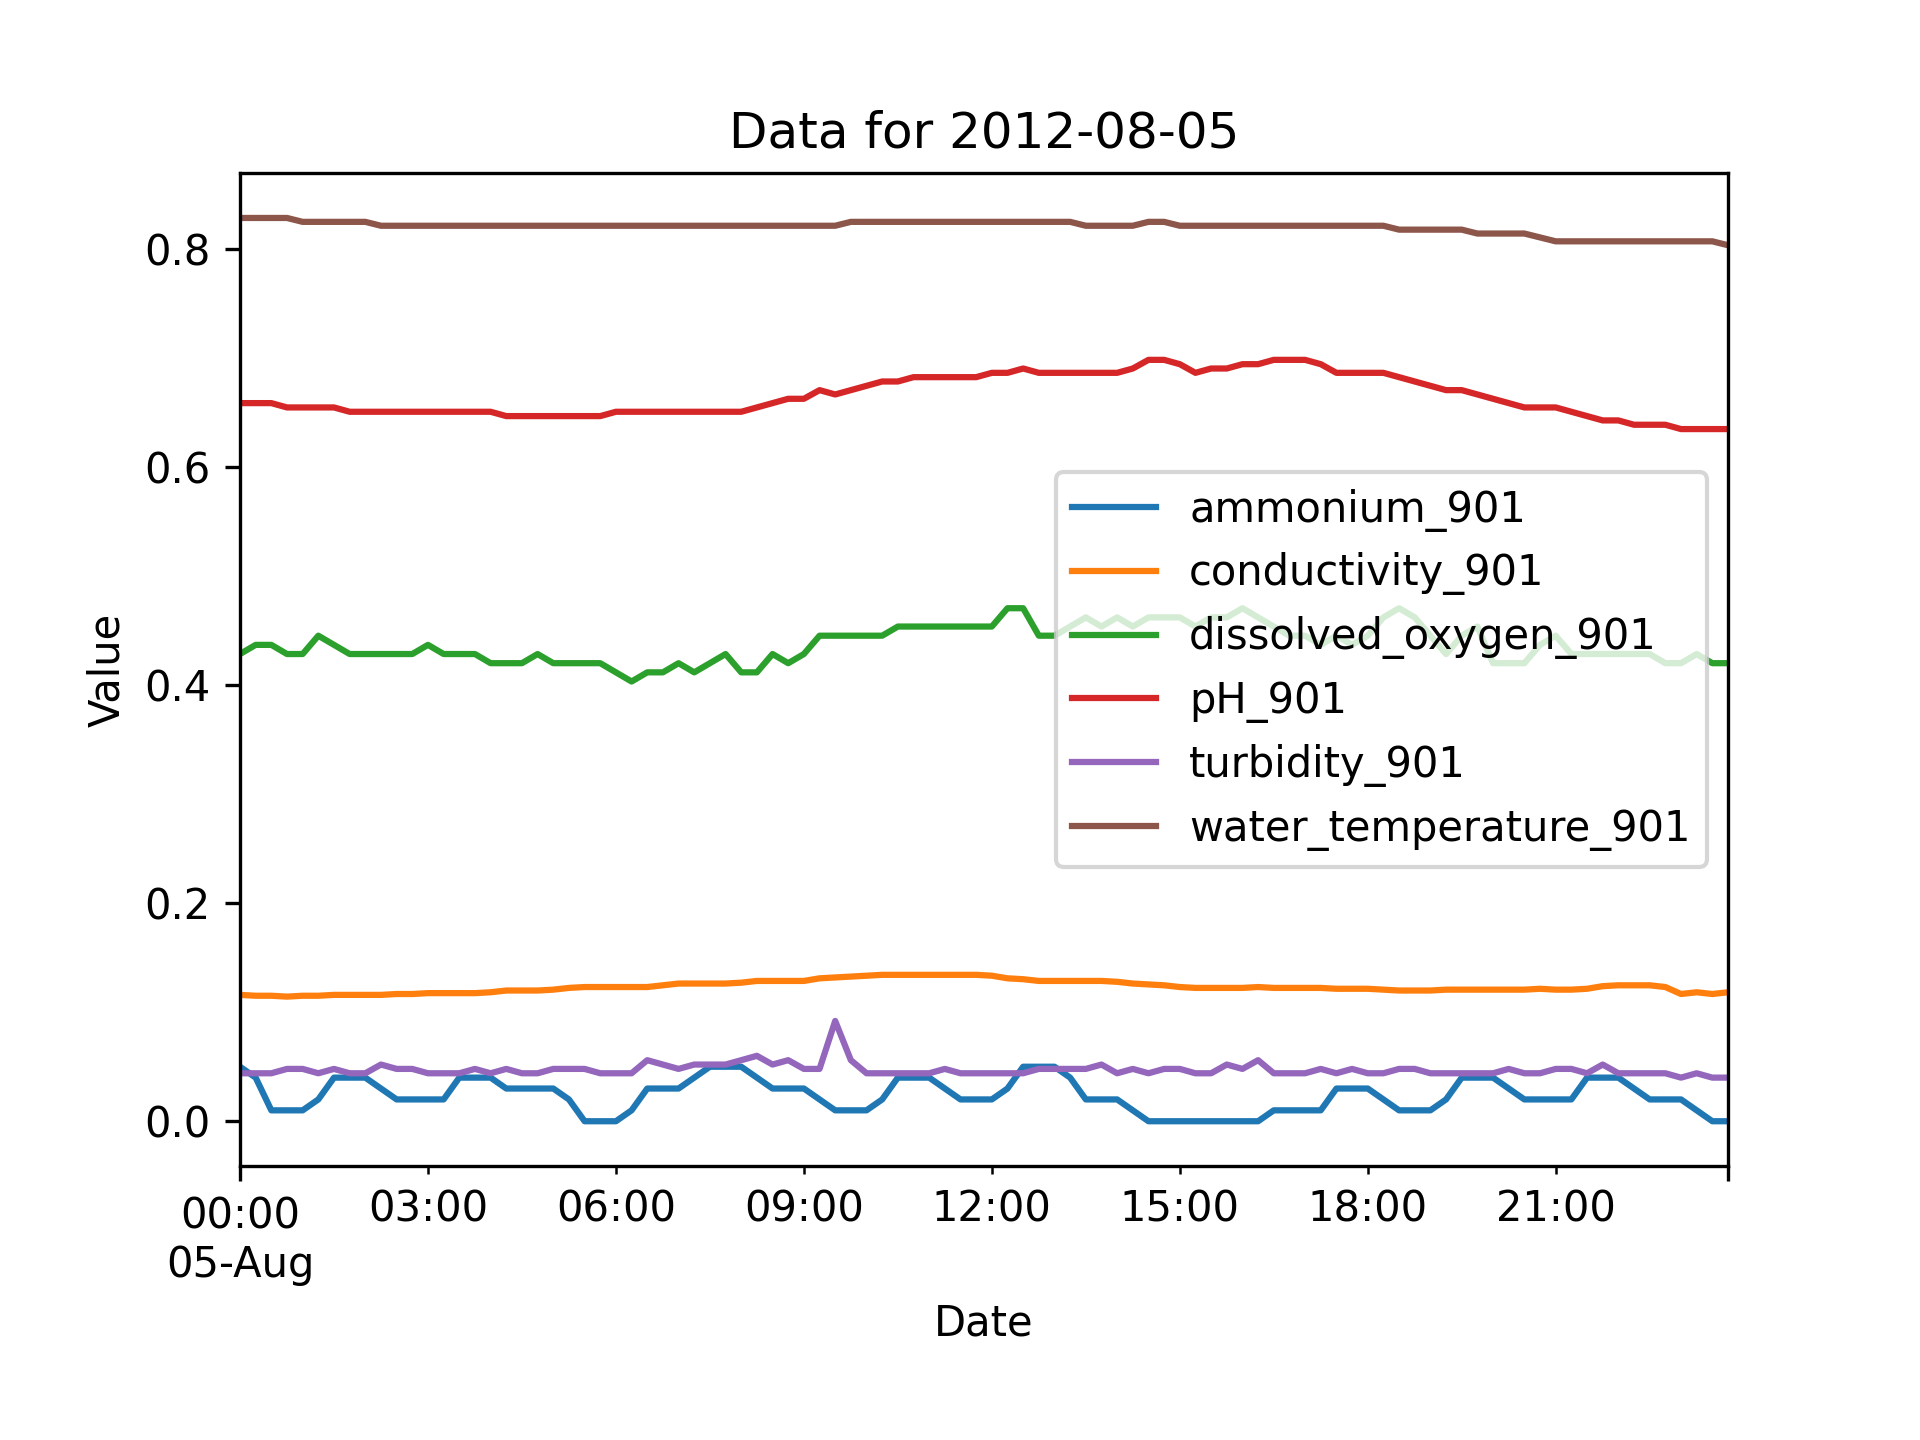 Data for 2012-08-05
Value
0.8
0.6
0.4
0.2
0.0
ammonium_901
conductivity_901
dissolved_oxygen_901
pH_901
turbidity_901
water_temperature_901
00:00 03:00 06:00 09:00 12:00 15:00 18:00 21:00
05-Aug
Date